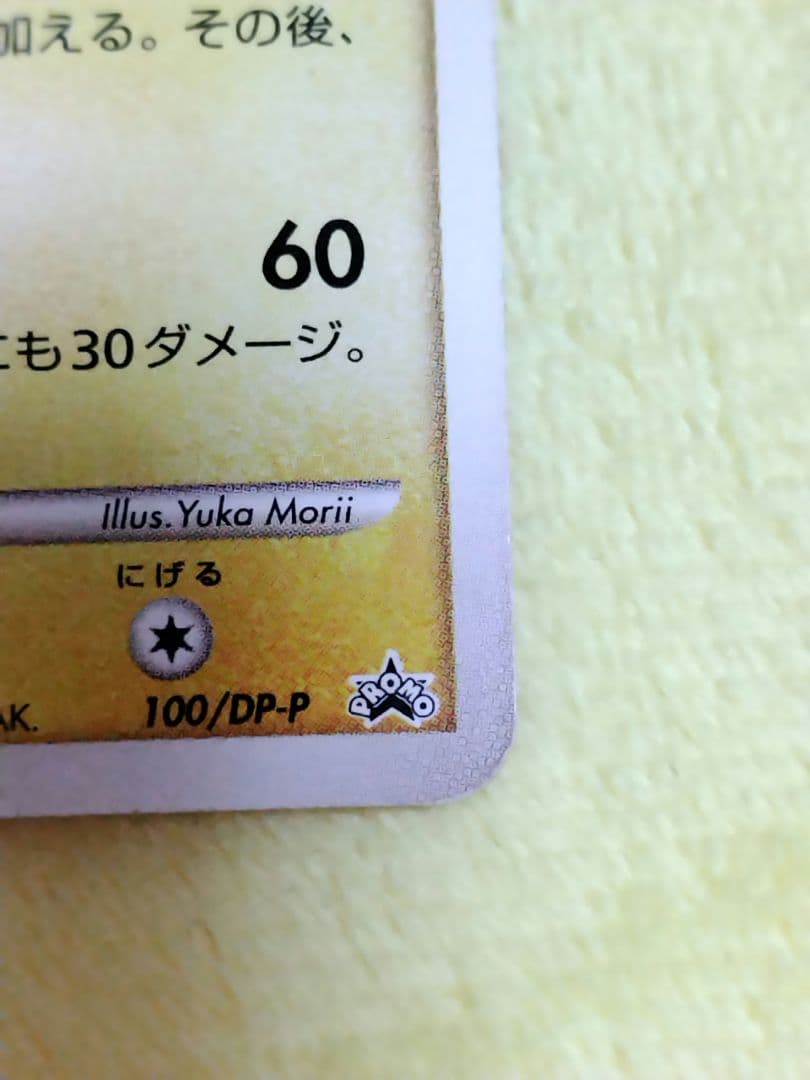 加える。その後、
60
にも30ダメージ。
Illus. Yuka Morii
にげる
AK.
100/DP-P
PROMO